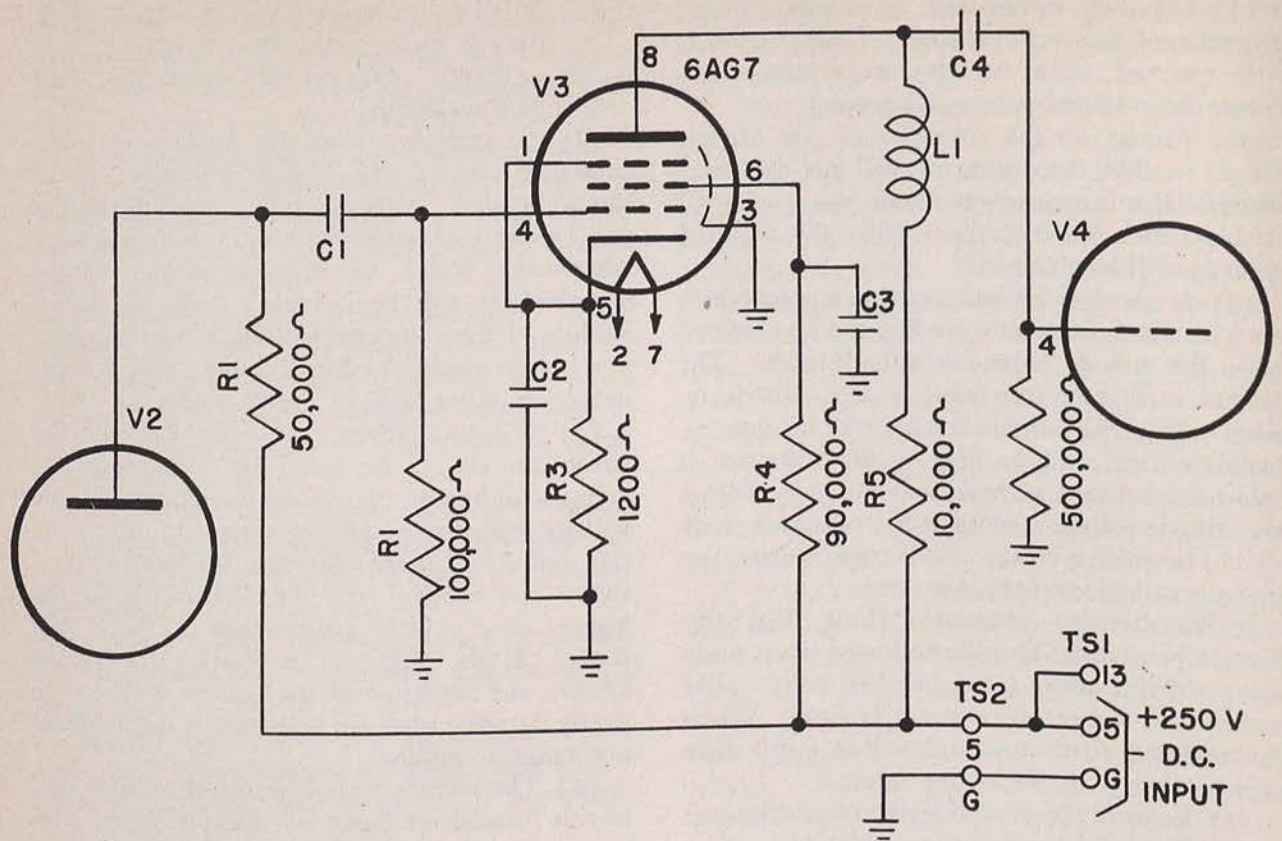 8
6AG7
C4
V3
1
6
L1
4
3
V4
C1
5
C3
4
R1
50,000~
2
7
C2
V2
R1
100,000~
R3
1200~
R4
90,000~
R5
10,000~
500,000~
TS1
13
TS2
5
+250 V
5
D.C.
G
G
INPUT